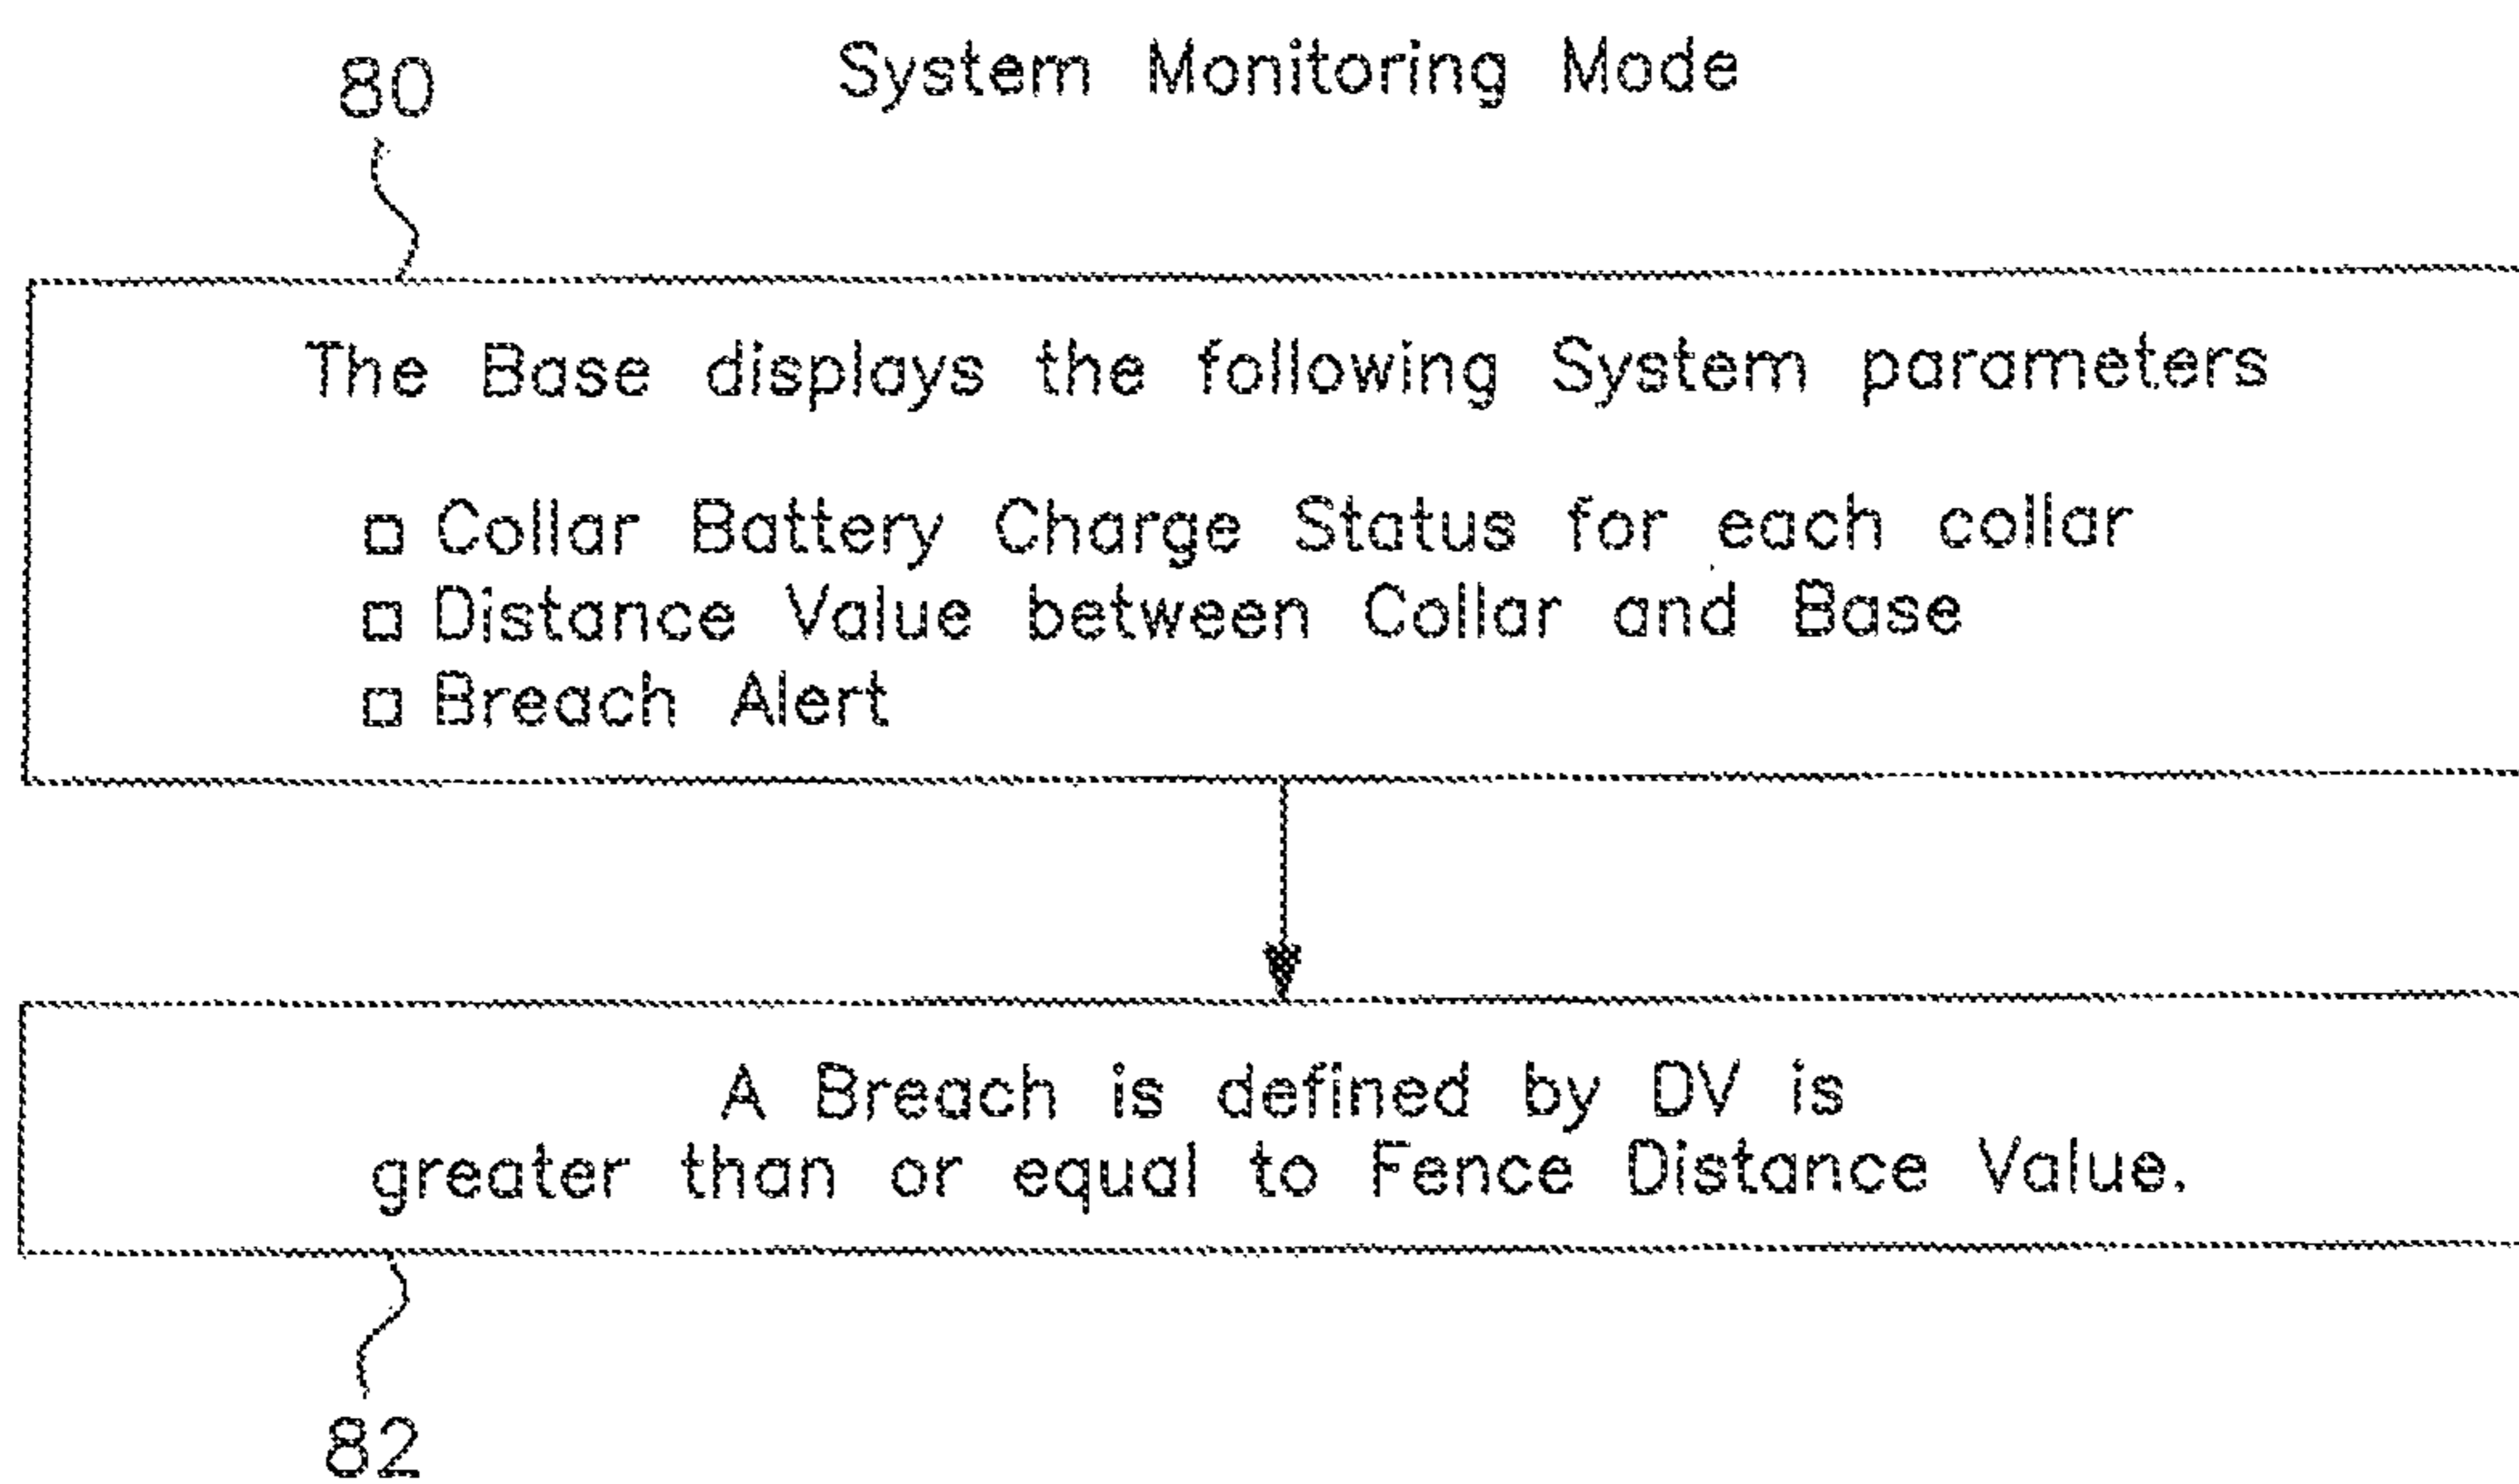 80
System Monitoring Mode
The Base displays the following System parameters
□ Collar Battery Charge Status for each collar
□ Distance Value between Collar and Base
□ Breach Alert
A Breach is defined by DV is
greater than or equal to Fence Distance Value.
82